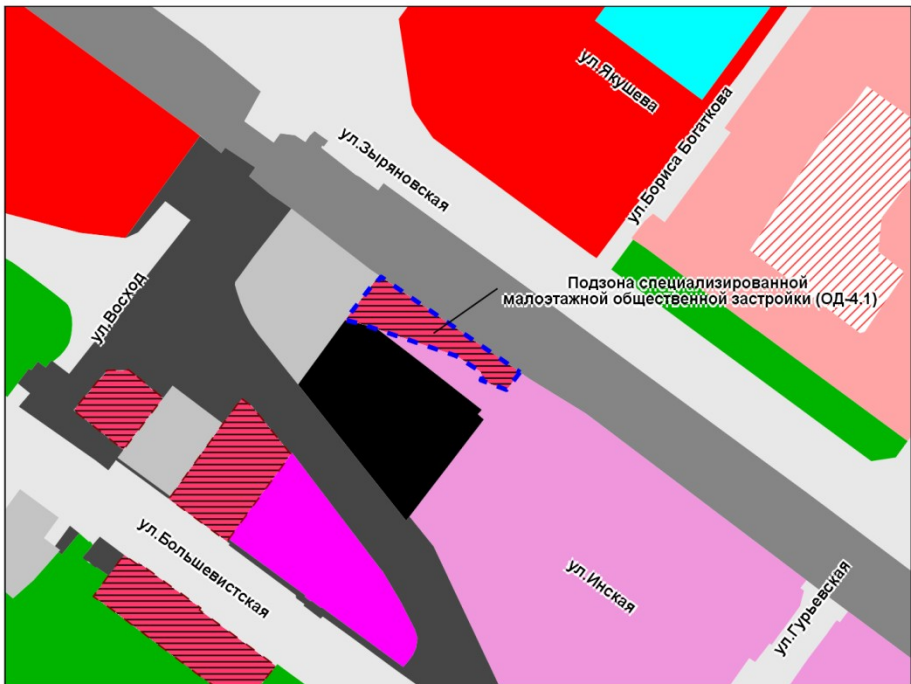 ул.Якушева
ул.Зыряновская
ул.Бориса Богаткова
Подзона специализированной
малоэтажной общественной застройки (ОД-4.1)
ул.Восход
ул.Большевистская
ул.Инская
ул.Гурьевская